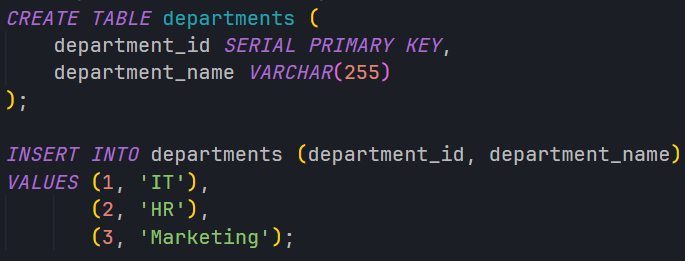 CREATE TABLE departments (
    department_id SERIAL PRIMARY KEY,
    department_name VARCHAR(255)
);

INSERT INTO departments (department_id, department_name)
VALUES (1, 'IT'),
       (2, 'HR'),
       (3, 'Marketing');